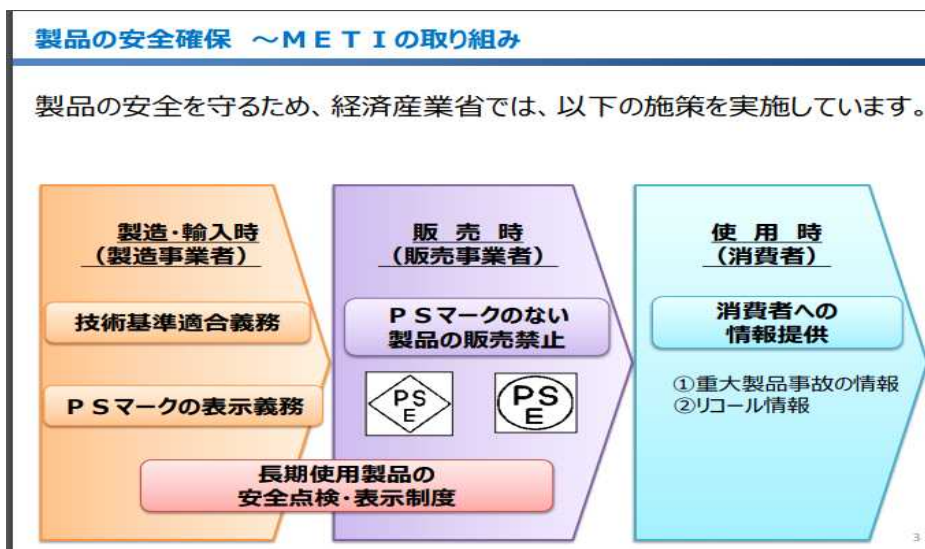 製品の安全確保 ~METIの取り組み
製品の安全を守るため、経済産業省では、以下の施策を実施しています。
製造・輸入時
(製造事業者)
技術基準適合義務
PSマークの表示義務
販売時
(販売事業者)
PSマークのない
製品の販売禁止
PS
E
PS
E
長期使用製品の
安全点検・表示制度
使用時
(消費者)
消費者への
情報提供
①重大製品事故の情報
②リコール情報
3